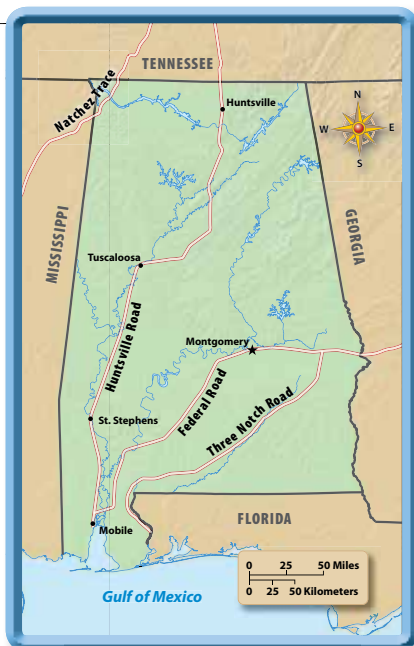 TENNESSEE
Natchez Trace
Huntsville
N
W E
S
MISSISSIPPI
GEORGIA
Tuscaloosa
Huntsville Road
Montgomery
Federal Road
Three Notch Road
St. Stephens
Mobile
FLORIDA
0 25 50 Miles
0 25 50 Kilometers
Gulf of Mexico